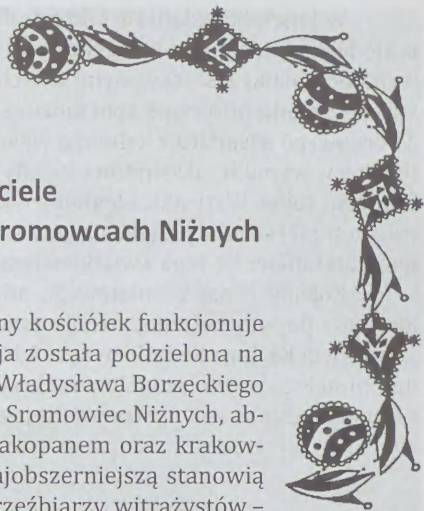 ciele
romowcach Niżnych
ny kościółek funkcjonuje
ja została podzielona na
Władysława Borzęckiego
Sromowiec Niżnych, ab-
akopanem oraz krakow-
ajobszerniejszą stanowią
rzeźbiarzy witrażystów –